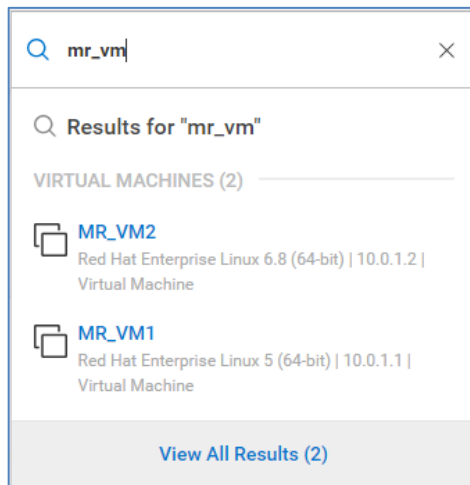 mr_vm
Results for "mr_vm"
VIRTUAL MACHINES (2)
MR_VM2
Red Hat Enterprise Linux 6.8 (64-bit) | 10.0.1.2 |
Virtual Machine
MR_VM1
Red Hat Enterprise Linux 5 (64-bit) | 10.0.1.1 |
Virtual Machine
View All Results (2)